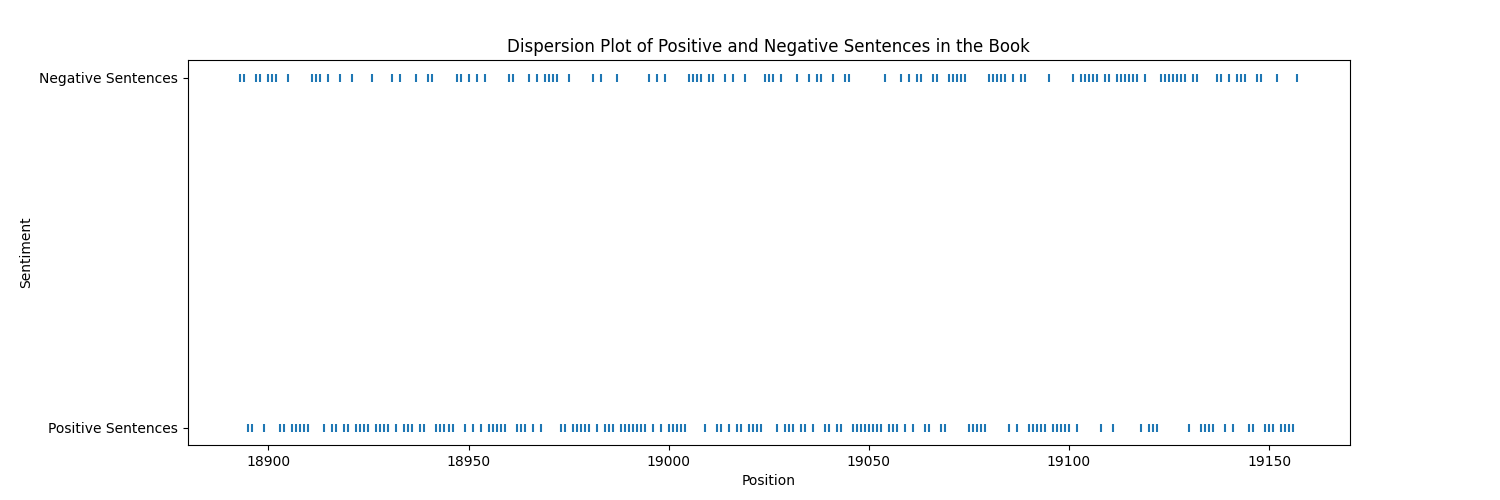 Dispersion Plot of Positive and Negative Sentences in the Book
Negative Sentences
Sentiment
Positive Sentences
18900 18950 19000 19050 19100 19150
Position